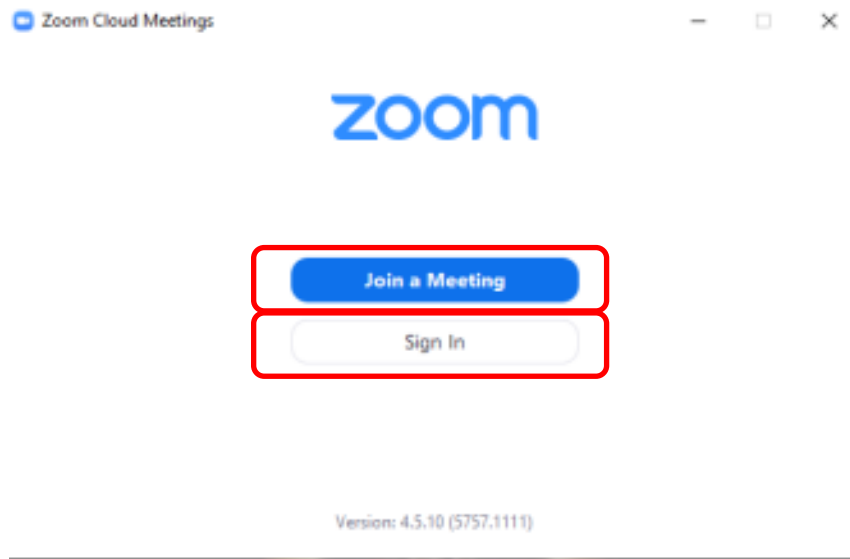 Zoom Cloud Meetings
zoom
Join a Meeting
Sign In
Version: 4.5.10 (5757.1111)